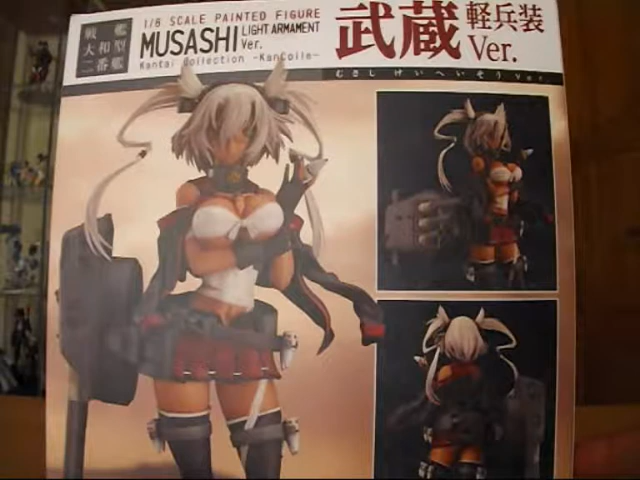 戦艦
大和型
二番艦
1/8 SCALE PAINTED FIGURE
MUSASHI LIGHT ARMAMENT Ver.
Kantai Collection -KanColle-
武蔵 軽兵装 Ver.
むさし けいへいそう Ver.